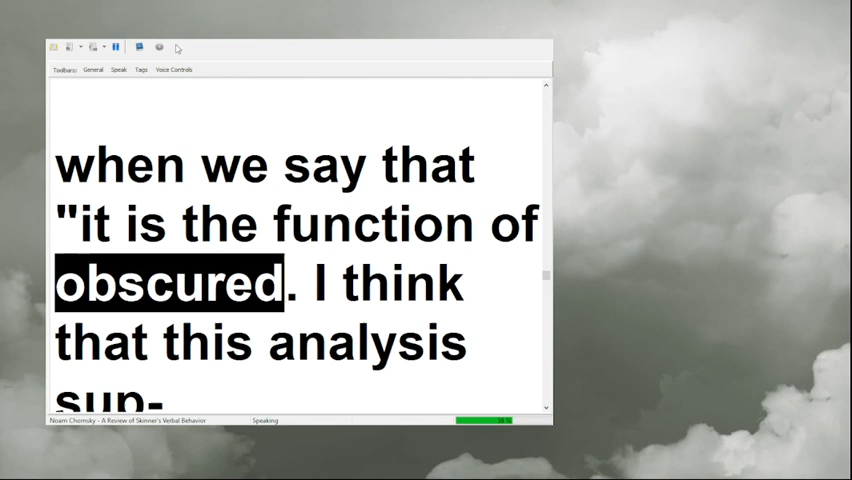 Toolbars: General Speak Tags Voice Controls
when we say that
"it is the function of
obscured. I think
that this analysis
sup-
Noam Chomsky - A Review of Skinner's Verbal Behavior Speaking